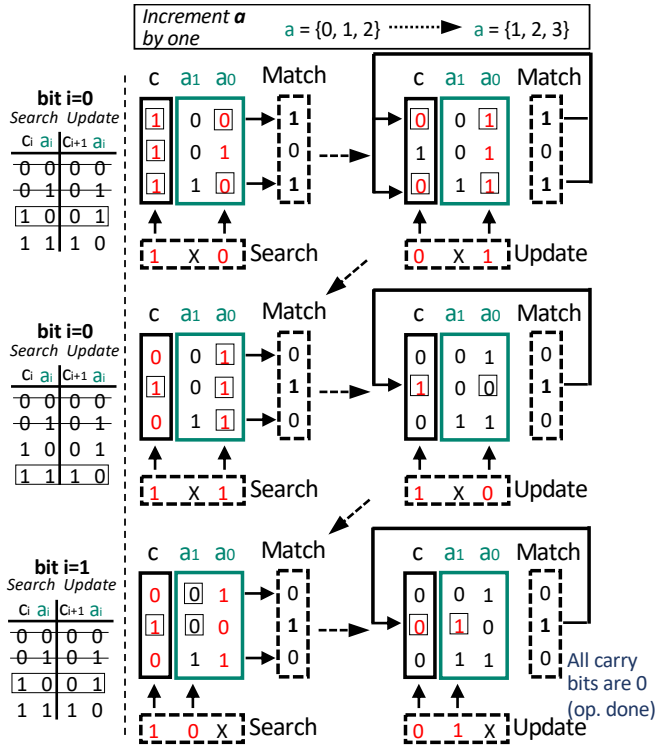 Increment a by one
a = {0, 1, 2} a = {1, 2, 3}
bit i=0
Search Update
ci ai ci+1 ai
0 0 0 0
0 1 0 1
1 0 0 1
1 1 1 0
c a1 a0 Match
1 0 0 1
1 0 1 0
1 1 0 1
1 X 0 Search
c a1 a0 Match
0 0 1 1
1 0 1 0
0 1 1 1
0 X 1 Update
bit i=0
Search Update
ci ai ci+1 ai
0 0 0 0
0 1 0 1
1 0 0 1
1 1 1 0
c a1 a0 Match
0 0 1 0
1 0 1 1
0 1 1 0
1 X 1 Search
c a1 a0 Match
0 0 1 0
1 0 0 1
0 1 1 0
1 X 0 Update
bit i=1
Search Update
ci ai ci+1 ai
0 0 0 0
0 1 0 1
1 0 0 1
1 1 1 0
c a1 a0 Match
0 0 1 0
1 0 0 1
0 1 1 0
1 0 X Search
c a1 a0 Match
0 0 1 0
0 1 0 1
0 1 1 0
0 1 X Update
All carry
bits are 0
(op. done)